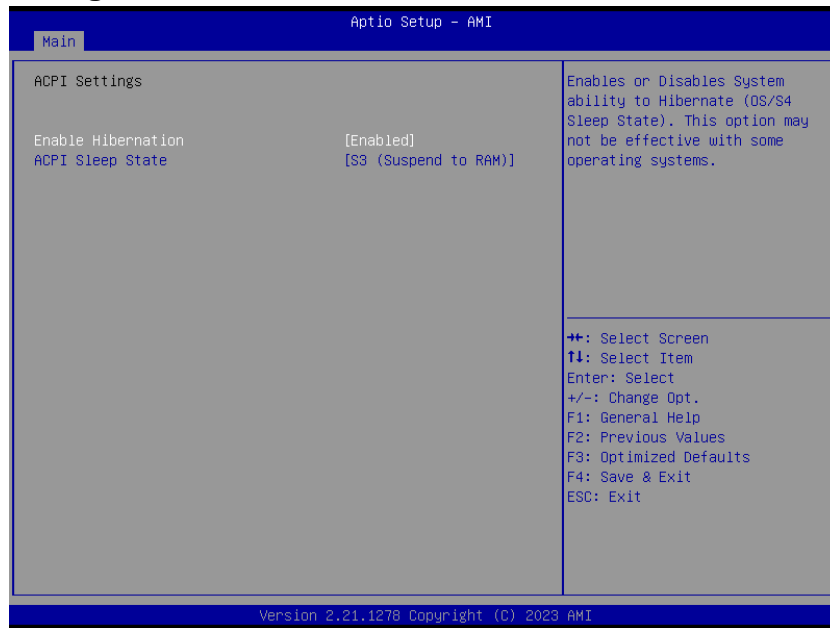 Aptio Setup – AMI
Main
ACPI Settings
Enable Hibernation [Enabled]
ACPI Sleep State [S3 (Suspend to RAM)]
Enables or Disables System
ability to Hibernate (OS/S4
Sleep State). This option may
not be effective with some
operating systems.
→←: Select Screen
↑↓: Select Item
Enter: Select
+/-: Change Opt.
F1: General Help
F2: Previous Values
F3: Optimized Defaults
F4: Save & Exit
ESC: Exit
Version 2.21.1278 Copyright (C) 2023 AMI